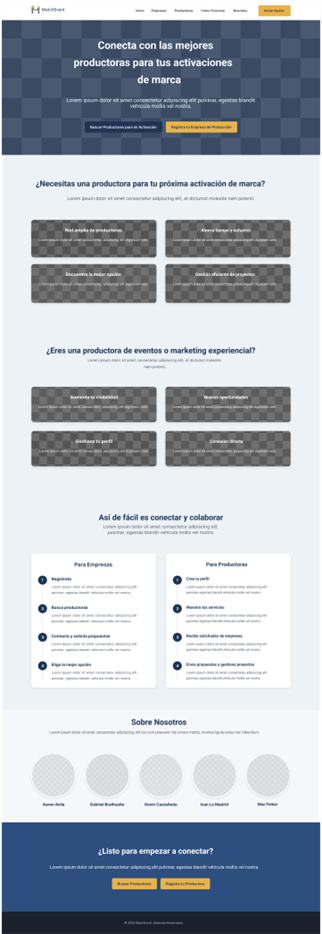 MatchEvent
Inicio Empresas Productoras Cómo Funciona Nosotros Iniciar Sesión
Conecta con las mejores
productoras para tus activaciones
de marca
Lorem ipsum dolor sit amet consectetur adipiscing elit pulvinar, egestas blandit
vehicula mollis vel nostra.
Buscar Productores para mi Activación Registra tu Empresa de Producción
¿Necesitas una productora para tu próxima activación de marca?
Lorem ipsum dolor sit amet consectetur adipiscing elit, at dictumst molestie nam potenti.
Red amplia de productoras Ahorra tiempo y esfuerzo
Lorem ipsum dolor sit amet consectetur adipiscing elit dignissim velit. Lorem ipsum dolor sit amet consectetur adipiscing elit dignissim velit.
Encuentra la mejor opción Gestión eficiente de proyectos
Lorem ipsum dolor sit amet consectetur adipiscing elit dignissim velit. Lorem ipsum dolor sit amet consectetur adipiscing elit dignissim velit.
¿Eres una productora de eventos o marketing experiencial?
Lorem ipsum dolor sit amet consectetur adipiscing elit, at dictumst molestie
nam potenti.
Aumenta tu visibilidad Nuevas oportunidades
Lorem ipsum dolor sit amet consectetur adipiscing elit dignissim velit. Lorem ipsum dolor sit amet consectetur adipiscing elit dignissim velit.
Gestiona tu perfil Conexión directa
Lorem ipsum dolor sit amet consectetur adipiscing elit dignissim velit. Lorem ipsum dolor sit amet consectetur adipiscing elit dignissim velit.
Así de fácil es conectar y colaborar
Lorem ipsum dolor sit amet consectetur adipiscing elit
pulvinar, egestas blandit vehicula mollis vel nostra.
Para Empresas
1 Regístrate
Lorem ipsum dolor sit amet consectetur adipiscing elit
pulvinar, egestas blandit vehicula mollis vel nostra.
2 Busca productoras
Lorem ipsum dolor sit amet consectetur adipiscing elit
pulvinar, egestas blandit vehicula mollis vel nostra.
3 Contacta y solicita propuestas
Lorem ipsum dolor sit amet consectetur adipiscing elit
pulvinar, egestas blandit vehicula mollis vel nostra.
4 Elige la mejor opción
Lorem ipsum dolor sit amet consectetur adipiscing elit
pulvinar, egestas blandit vehicula mollis vel nostra.
Para Productores
1 Crea tu perfil
Lorem ipsum dolor sit amet consectetur adipiscing elit
pulvinar, egestas blandit vehicula mollis vel nostra.
2 Muestra tus servicios
Lorem ipsum dolor sit amet consectetur adipiscing elit
pulvinar, egestas blandit vehicula mollis vel nostra.
3 Recibe solicitudes de empresas
Lorem ipsum dolor sit amet consectetur adipiscing elit
pulvinar, egestas blandit vehicula mollis vel nostra.
4 Envía propuestas y gestiona proyectos
Lorem ipsum dolor sit amet consectetur adipiscing elit
pulvinar, egestas blandit vehicula mollis vel nostra.
Sobre Nosotros
Lorem ipsum dolor sit amet consectetur adipiscing elit
Aaron Avila Gabriel Kevin Castañeda Ivan La Madrid
¿Listo para empezar a conectar?
Lorem ipsum dolor sit amet consectetur adipiscing elit pulvinar, egestas blandit vehicula mollis vel nostra.
Buscar Productores Registra tu Productora
MatchEvent. Derechos Reservados